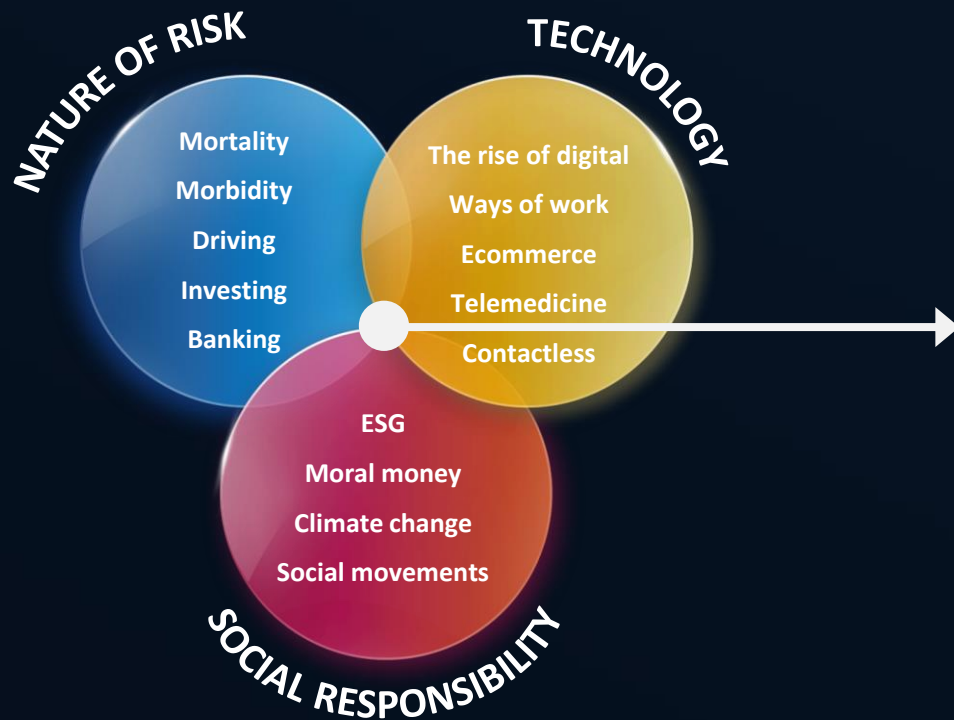 NATURE OF RISK
Mortality
Morbidity
Driving
Investing
Banking
TECHNOLOGY
The rise of digital
Ways of work
Ecommerce
Telemedicine
Contactless
ESG
Moral money
Climate change
Social movements
SOCIAL RESPONSIBILITY